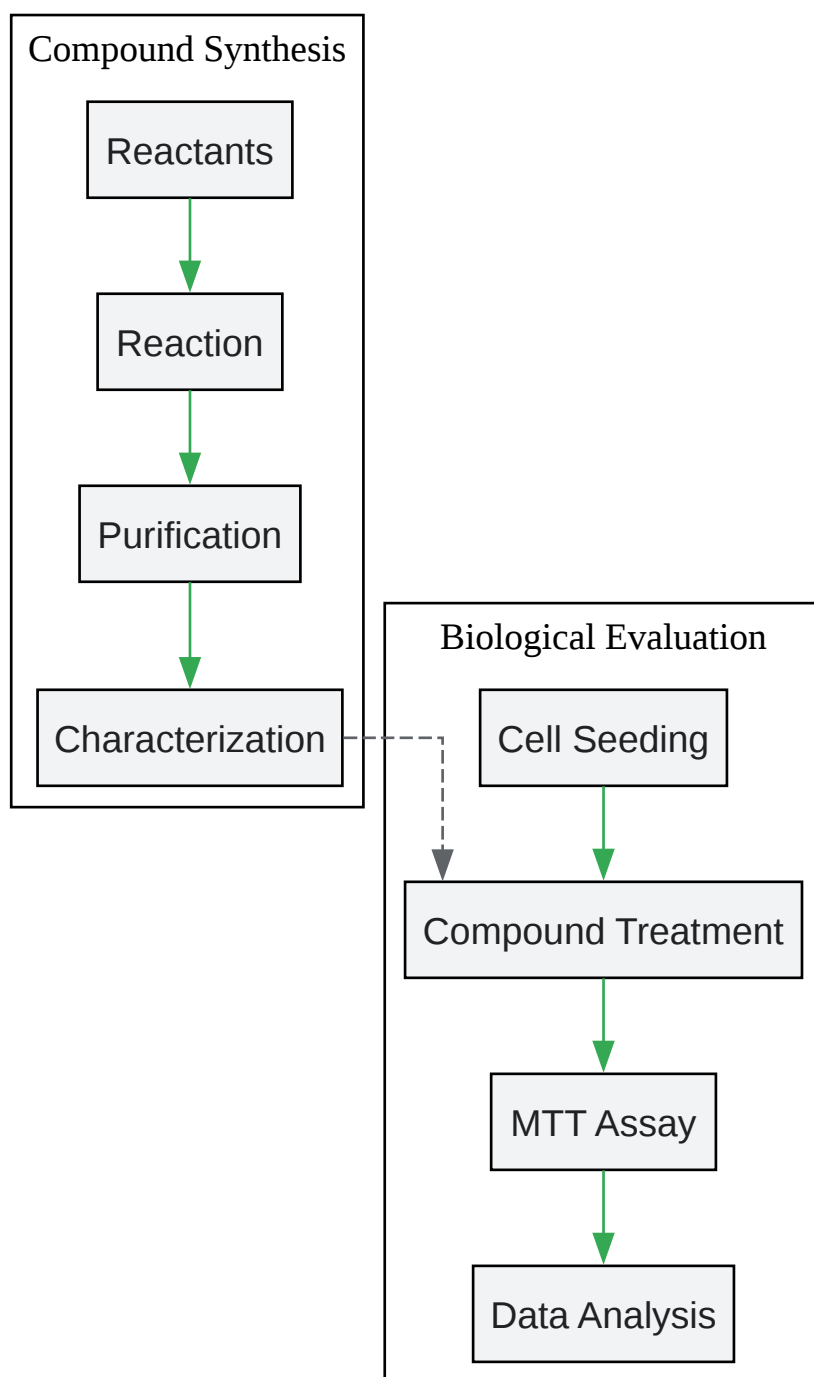 Compound Synthesis
Reactants
Reaction
Purification
Characterization
Biological Evaluation
Cell Seeding
Compound Treatment
MTT Assay
Data Analysis